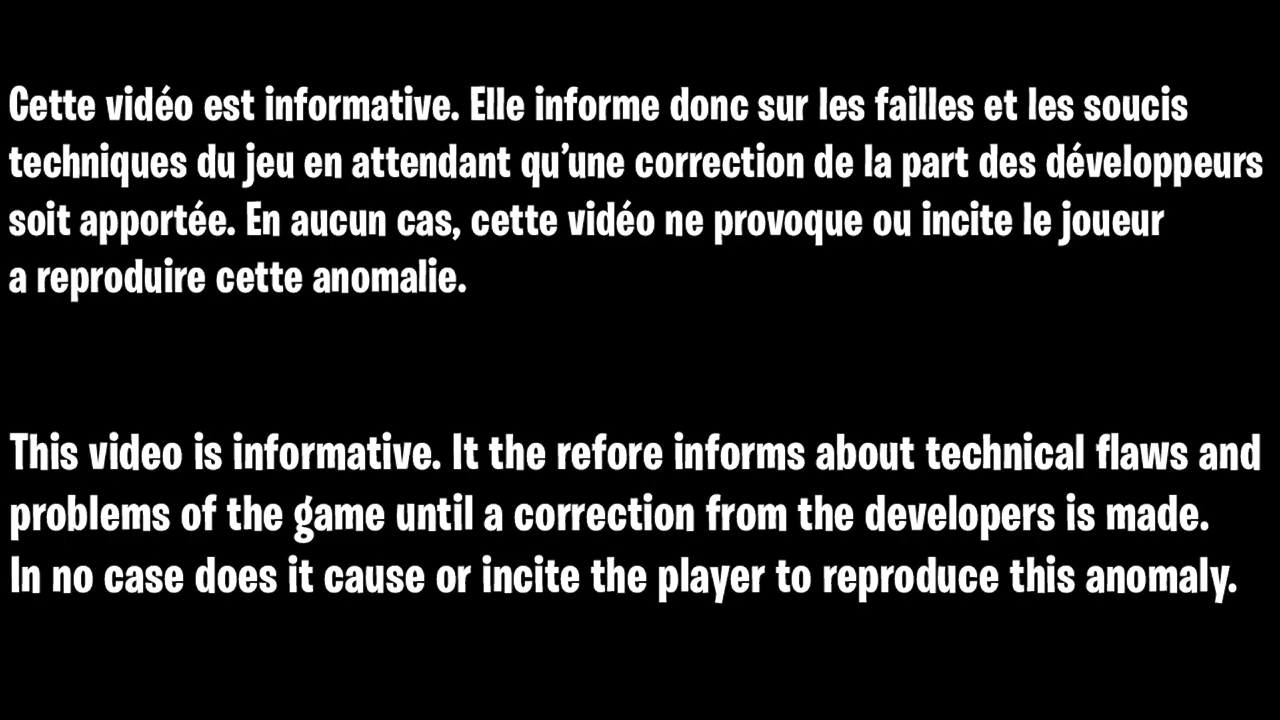 Cette vidéo est informative. Elle informe donc sur les failles et les soucis
techniques du jeu en attendant qu’une correction de la part des développeurs
soit apportée. En aucun cas, cette vidéo ne provoque ou incite le joueur
a reproduire cette anomalie.
This video is informative. It the refore informs about technical flaws and
problems of the game until a correction from the developers is made.
In no case does it cause or incite the player to reproduce this anomaly.